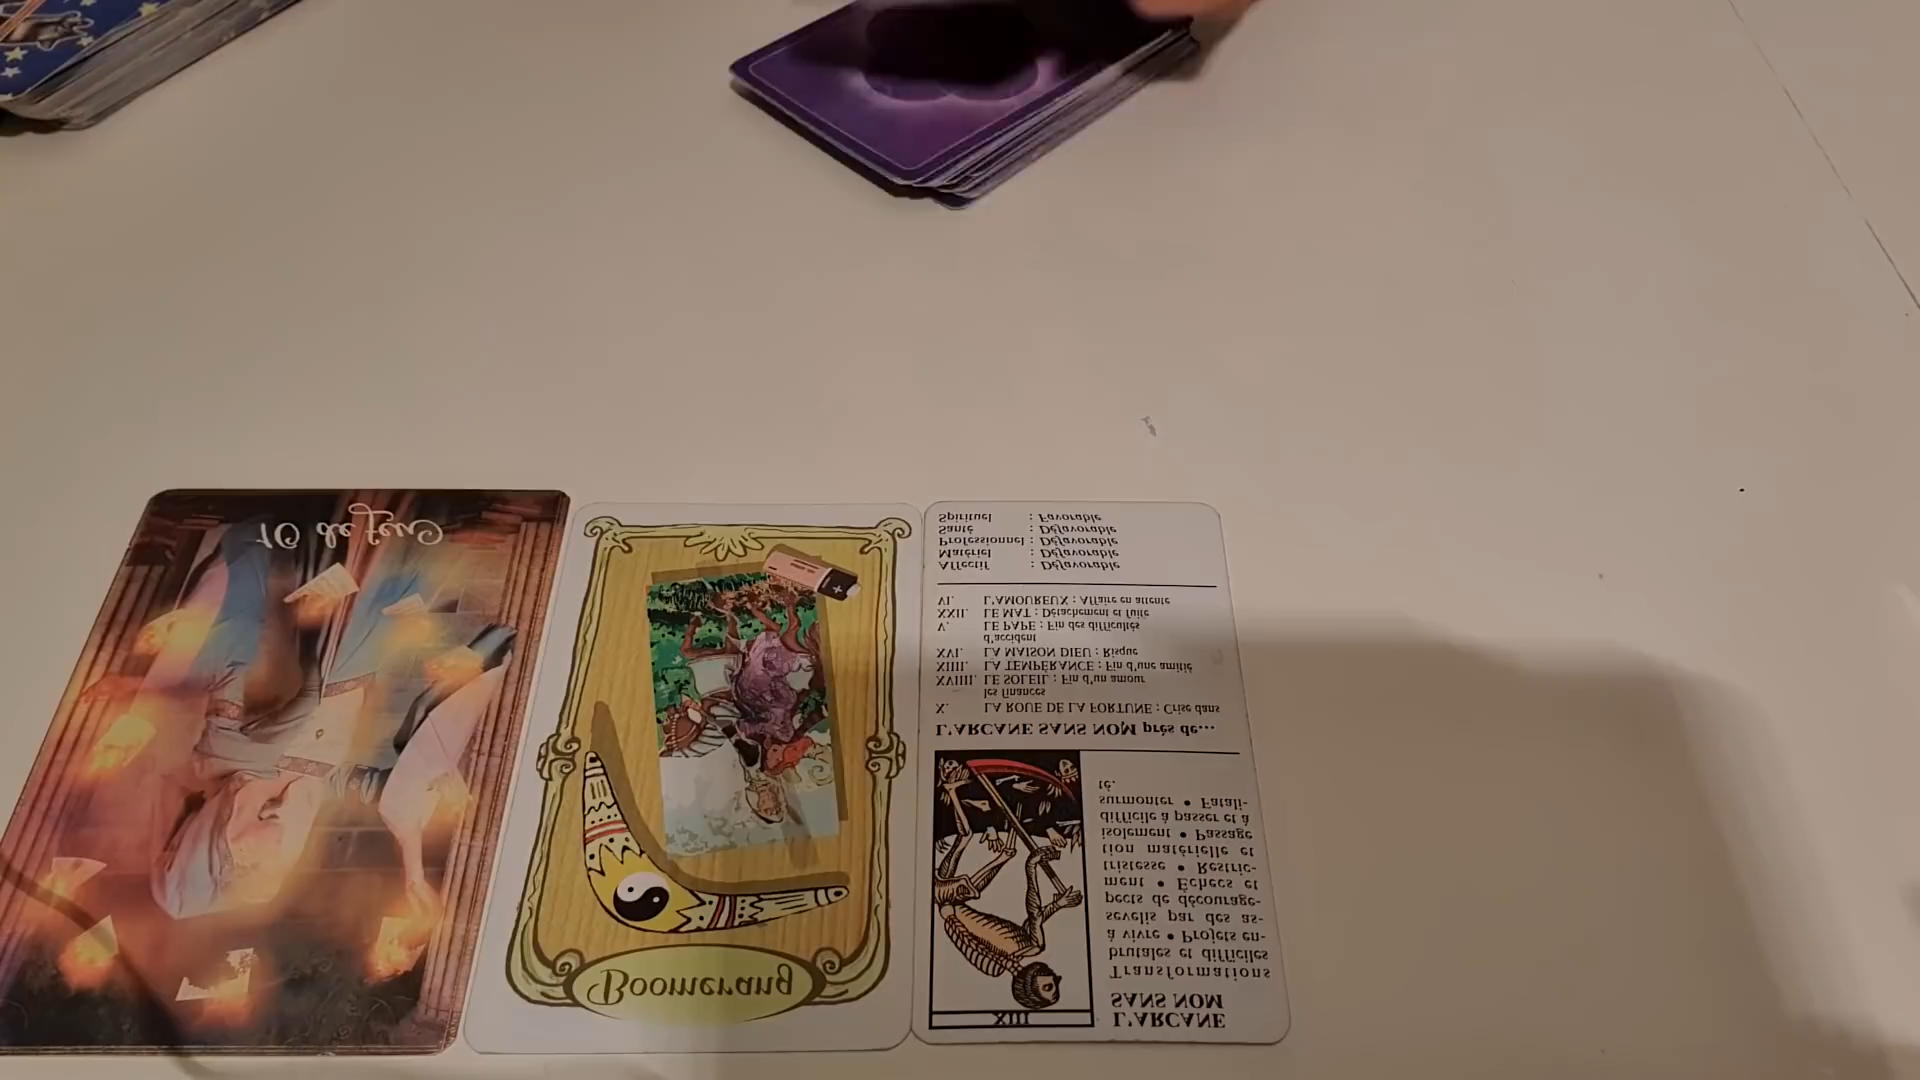 10 de feu
Boomerang
XIII
L'ARCANE
SANS NOM
Transformations
brutales et difficiles
à vivre • Projets en-
sevelis par des as-
pects de décourage-
ment • Échecs et
tristesse • Restric-
tion matérielle et
isolement • Passage
difficile à passer et à
surmonter • Fatali-
té.
L'ARCANE SANS NOM près de...
X. LA ROUE DE LA FORTUNE : Crise dans
les finances
XVIIII. LE SOLEIL : Fin d'un amour
XIIII. LA TEMPÉRANCE : Fin d'une amitié
XVI. LA MAISON DIEU : Risque
d'accident
V. LE PAPE : Fin des difficultés
XXII. LE MAT : Détachement et fuite
VI. L'AMOUREUX : Affaire en attente
Affectif : Défavorable
Matériel : Défavorable
Professionnel : Défavorable
Santé : Défavorable
Spirituel : Favorable